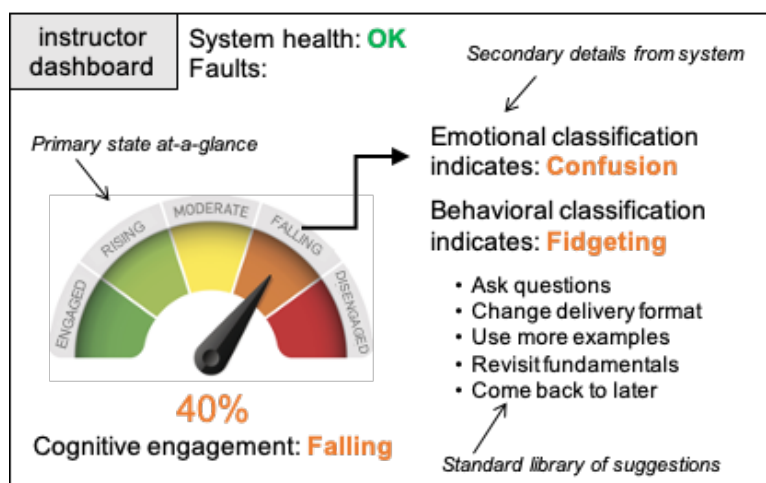 instructor
dashboard
System health: OK
Faults:
Secondary details from system
Primary state at-a-glance
Emotional classification
indicates: Confusion
Behavioral classification
indicates: Fidgeting
ENGAGED
RISING
MODERATE
FALLING
DISENGAGED
• Ask questions
• Change delivery format
• Use more examples
• Revisit fundamentals
• Come back to later
40%
Cognitive engagement: Falling
Standard library of suggestions